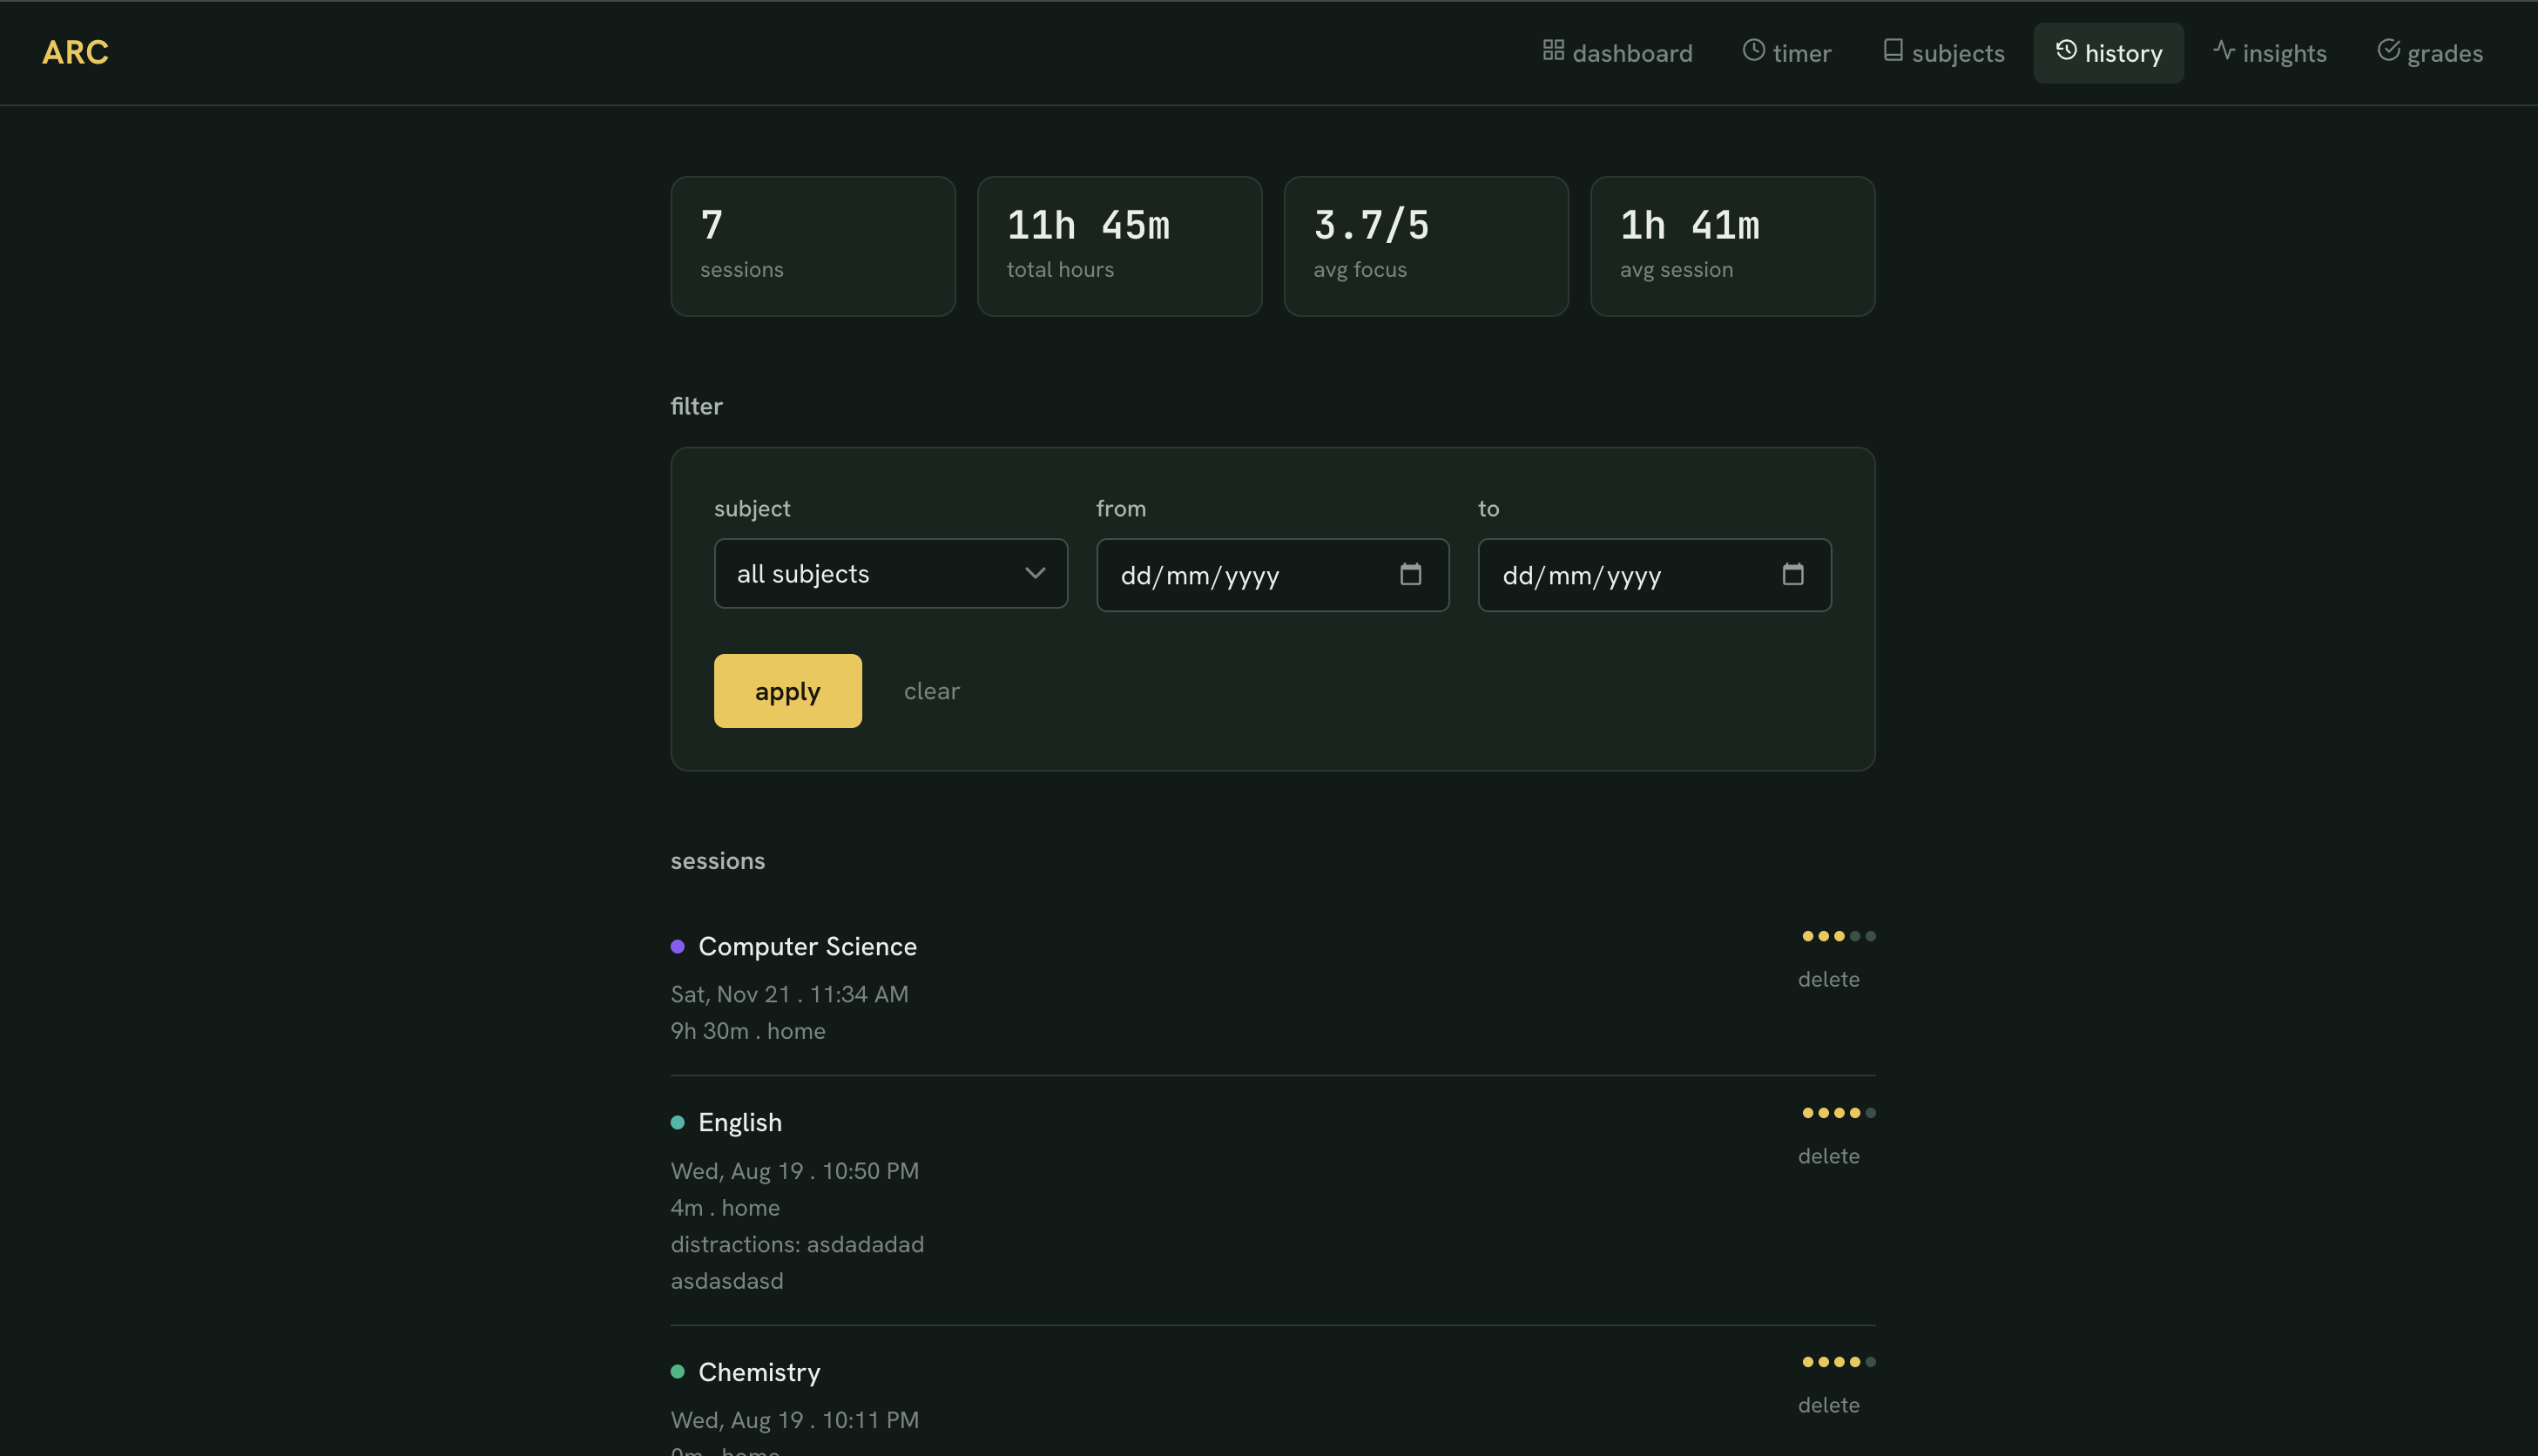 ARC
dashboard timer subjects history insights grades
7 11h 45m 3.7/5 1h 41m
sessions total hours avg focus avg session
filter
subject from to
all subjects dd/mm/yyyy dd/mm/yyyy
apply clear
sessions
Computer Science
delete
Sat, Nov 21 . 11:34 AM
9h 30m . home
English
delete
Wed, Aug 19 . 10:50 PM
4m . home
distractions: asdadadad
asdasdasd
Chemistry
delete
Wed, Aug 19 . 10:11 PM
0m . home